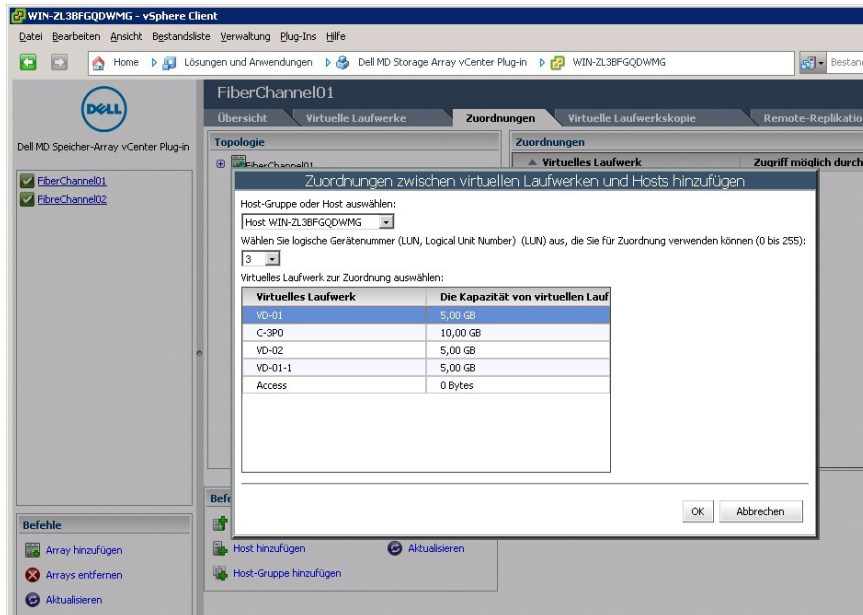 WIN-ZL3BFGQDWMG - vSphere Client
Datei Bearbeiten Ansicht Bestandsliste Verwaltung Plug-Ins Hilfe
Home Lösungen und Anwendungen Dell MD Storage Array vCenter Plug-in WIN-ZL3BFGQDWMG
DELL
Dell MD Speicher-Array vCenter Plug-in
FiberChannel01
FibreChannel02
FiberChannel01
Übersicht Virtuelle Laufwerke Zuordnungen Virtuelle Laufwerkskopie
Topologie
FiberChannel01
Zuordnungen
Virtuelles Laufwerk Zugriff möglich durch
Zuordnungen zwischen virtuellen Laufwerken und Hosts hinzufügen
Host-Gruppe oder Host auswählen:
Host WIN-ZL3BFGQDWMG
Wählen Sie logische Gerätenummer (LUN, Logical Unit Number) (LUN) aus, die Sie für Zuordnung verwenden können (0 bis 255):
3
Virtuelles Laufwerk zur Zuordnung auswählen:
Virtuelles Laufwerk Die Kapazität von virtuellen Lauf
VD-01 5,00 GB
C-3P0 10,00 GB
VD-02 5,00 GB
VD-01-1 5,00 GB
Access 0 Bytes
OK Abbrechen
Befehle
Array hinzufügen
Arrays entfernen
Aktualisieren
Host hinzufügen Aktualisieren
Host-Gruppe hinzufügen